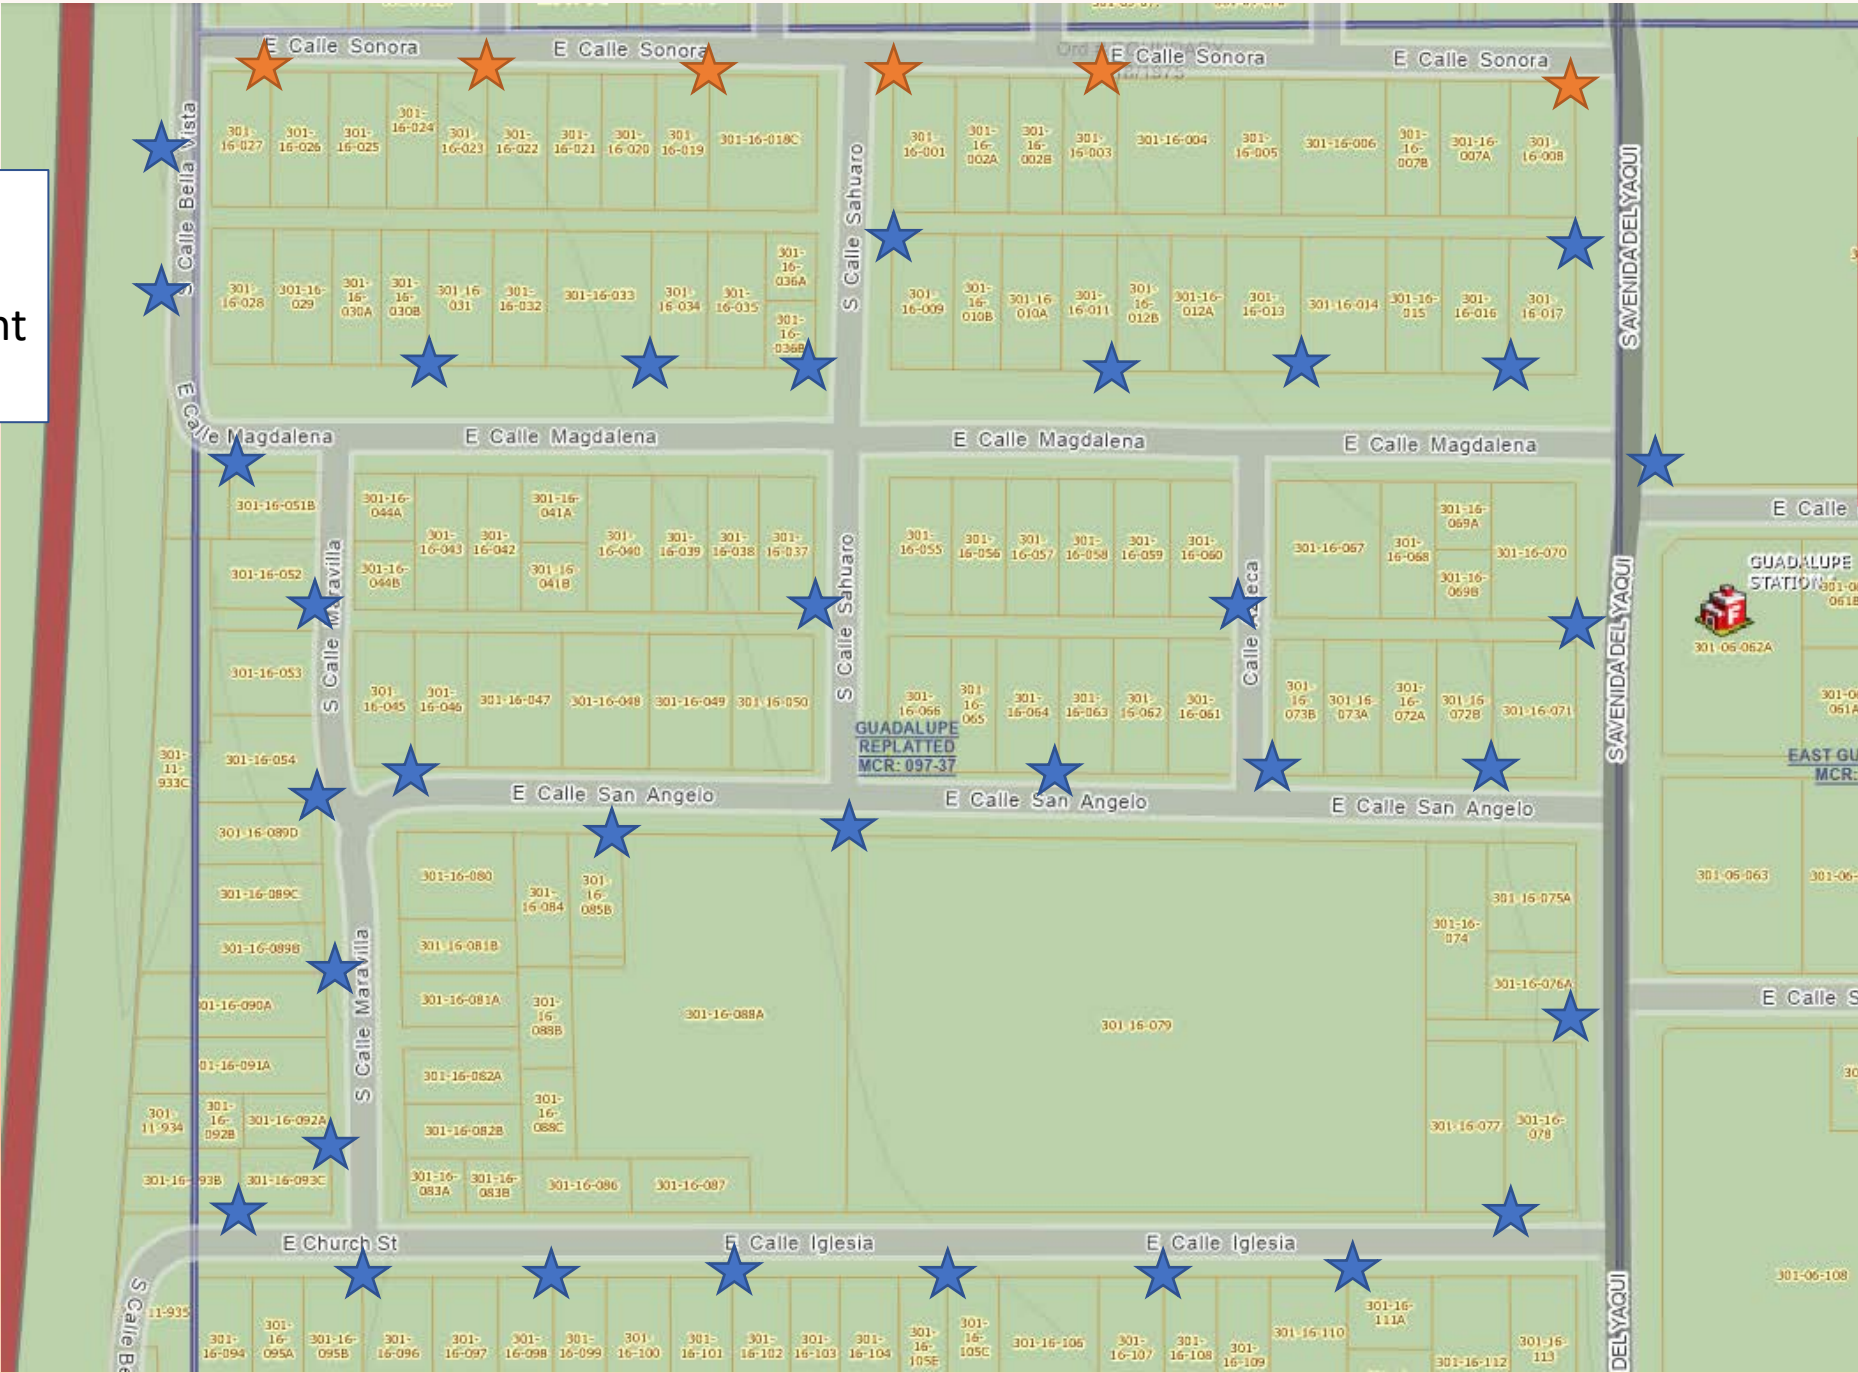 E Calle Sonora
E Calle Sonora
E Calle Sonora
E Calle Sonora
301-
16-027
301-
16-026
301-
16-025
301-
16-024
301-
16-023
301-
16-022
301-
16-021
301-
16-020
301-
16-019
301-16-018C
301-
16-001
301-
16-
002A
301-
16-
002B
301-
16-003
301-16-004
301-
16-005
301-16-006
301-
16-
007B
301-16-
007A
301-
16-008
S Calle Bella Vista
S Calle Sahuaro
S AVENIDA DEL YAQUI
nt
301-
16-028
301-16-
029
301-
16-
030A
301-
16-
030B
301-16
031
301-
16-032
301-16-033
301-
16-034
301-
16-035
301-
16-
036A
301-
16-
036B
301-
16-009
301-
16-
010B
301-16
010A
301-
16-011
301-
16-
012B
301-16-
012A
301-
16-013
301-16-014
301-16-
015
301-
16-016
301-
16-017
E Calle Magdalena
E Calle Magdalena
E Calle Magdalena
E Calle Magdalena
301-16-051B
301-16-
044A
301-16-
044B
301-
16-043
301-
16-042
301-16-
041A
301-16-
041B
301-
16-040
301-
16-039
301-
16-038
301-
16-037
301-
16-055
301-
16-056
301-
16-057
301-
16-058
301-
16-059
301-
16-060
301-16-067
301-
16-068
301-16-
069A
301-16-
069B
301-16-070
E Calle
GUADALUPE
STATION
301-06-062A
301-16-052
S Calle Maravilla
S Calle Sahuaro
Calle
S AVENIDA DEL YAQUI
301-16-053
301-
16-045
301-
16-046
301-16-047
301-16-048
301-16-049
301-16-050
301-
16-066
301-
16-
065
301-
16-064
301-
16-063
301-
16-062
301-
16-061
301-
16-
073B
301-
16-
073A
301-
16-
072A
301-16
072B
301-16-071
301-
11-
933C
301-16-054
GUADALUPE
REPLATTED
MCR: 097-37
EAST GU
MCR:
E Calle San Angelo
E Calle San Angelo
E Calle San Angelo
301-16-089D
301-16-089C
301-16-089B
301-16-080
301-
16-084
301-
16-
085B
301-16-081B
301-16-081A
301-
16
088B
301-16-088A
301-16-079
301-16-
074
301-16-075A
301-16-076A
301-06-063
301-06-
E Calle S
01-16-090A
01-16-091A
S Calle Maravilla
301-16-082A
301-16-082B
301-
16-
088C
301-
11-934
301-
16-
092B
301-16-092A
301-16-093B
301-16-093C
301-16-
083A
301-16-
083B
301-16-086
301-16-087
301-16-077
301-16-
078
E Church St
E Calle Iglesia
E Calle Iglesia
S Calle Be
11-935
301-
16-094
301-
16-
095A
301-16-
095B
301-
16-096
301-
16-097
301-
16-098
301-
16-099
301-
16-100
301-
16-101
301-
16-102
301-
16-103
301-
16-104
301-
16-
105E
301-
16-
105C
301-16-106
301-
16-107
301-
16-108
301-
16-109
301-16-110
301-16-
111A
301-16-112
301-16-
113
DEL YAQUI
301-06-108